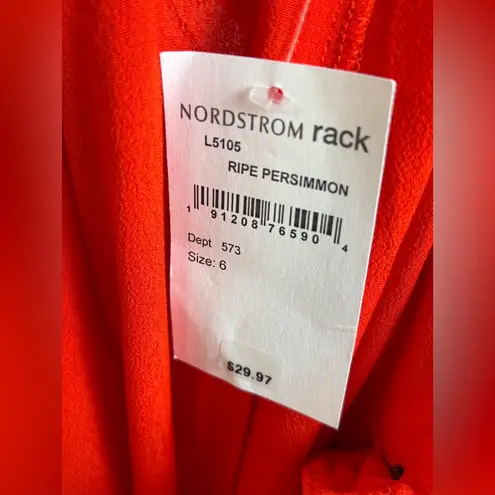 NORDSTROM rack
L5105
RIPE PERSIMMON
1 91208 76590 4
Dept 573
Size: 6
$29.97